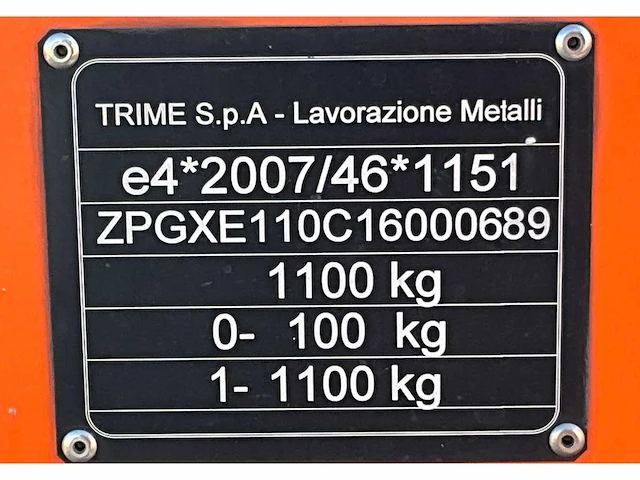 TRIME S.p.A - Lavorazione Metalli
e4*2007/46*1151
ZPGXE110C16000689
1100 kg
0- 100 kg
1- 1100 kg